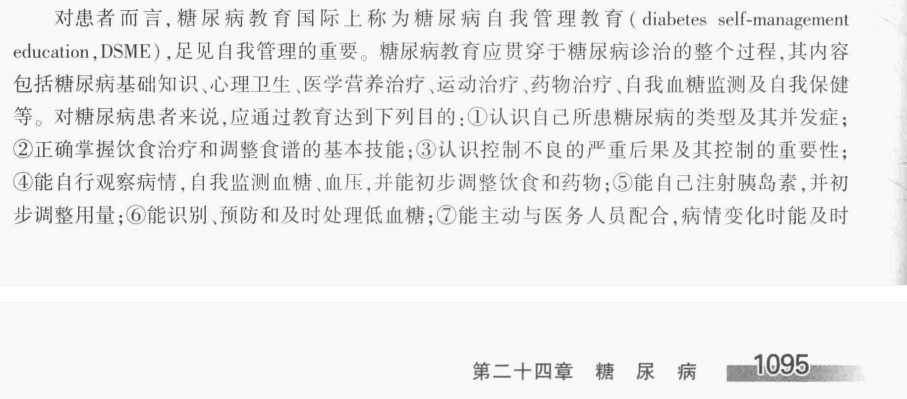 对患者而言,糖尿病教育国际上称为糖尿病自我管理教育(diabetes self-management
education,DSME),足见自我管理的重要。糖尿病教育应贯穿于糖尿病诊治的整个过程,其内容
包括糖尿病基础知识、心理卫生、医学营养治疗、运动治疗、药物治疗、自我血糖监测及自我保健
等。对糖尿病患者来说,应通过教育达到下列目的:①认识自己所患糖尿病的类型及其并发症;
②正确掌握饮食治疗和调整食谱的基本技能;③认识控制不良的严重后果及其控制的重要性;
④能自行观察病情,自我监测血糖、血压,并能初步调整饮食和药物;⑤能自己注射胰岛素,并初
步调整用量;⑥能识别、预防和及时处理低血糖;⑦能主动与医务人员配合,病情变化时能及时
第二十四章 糖 尿 病 1095